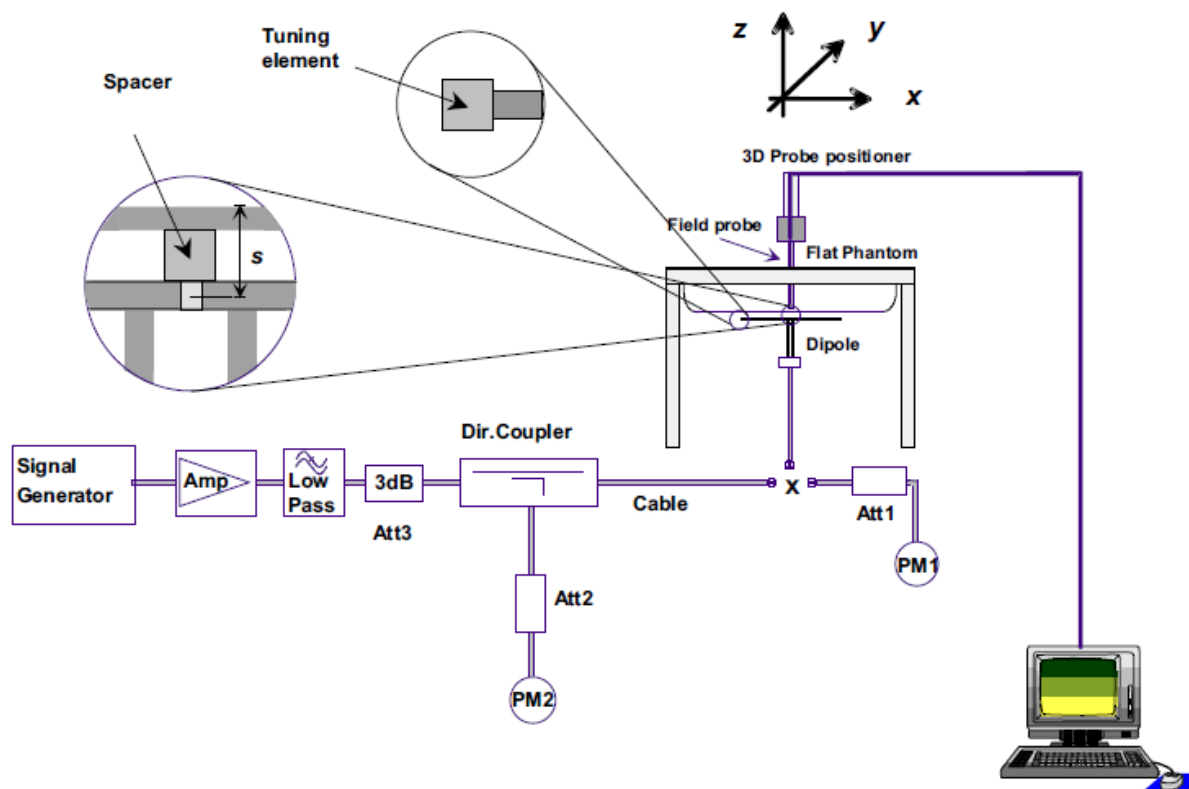 Tuning
element
Spacer
s
z
y
x
3D Probe positioner
Field probe
Flat Phantom
Dipole
Dir.Coupler
Signal
Generator
Amp
Low
Pass
3dB
Att3
Cable
x
Att1
PM1
Att2
PM2